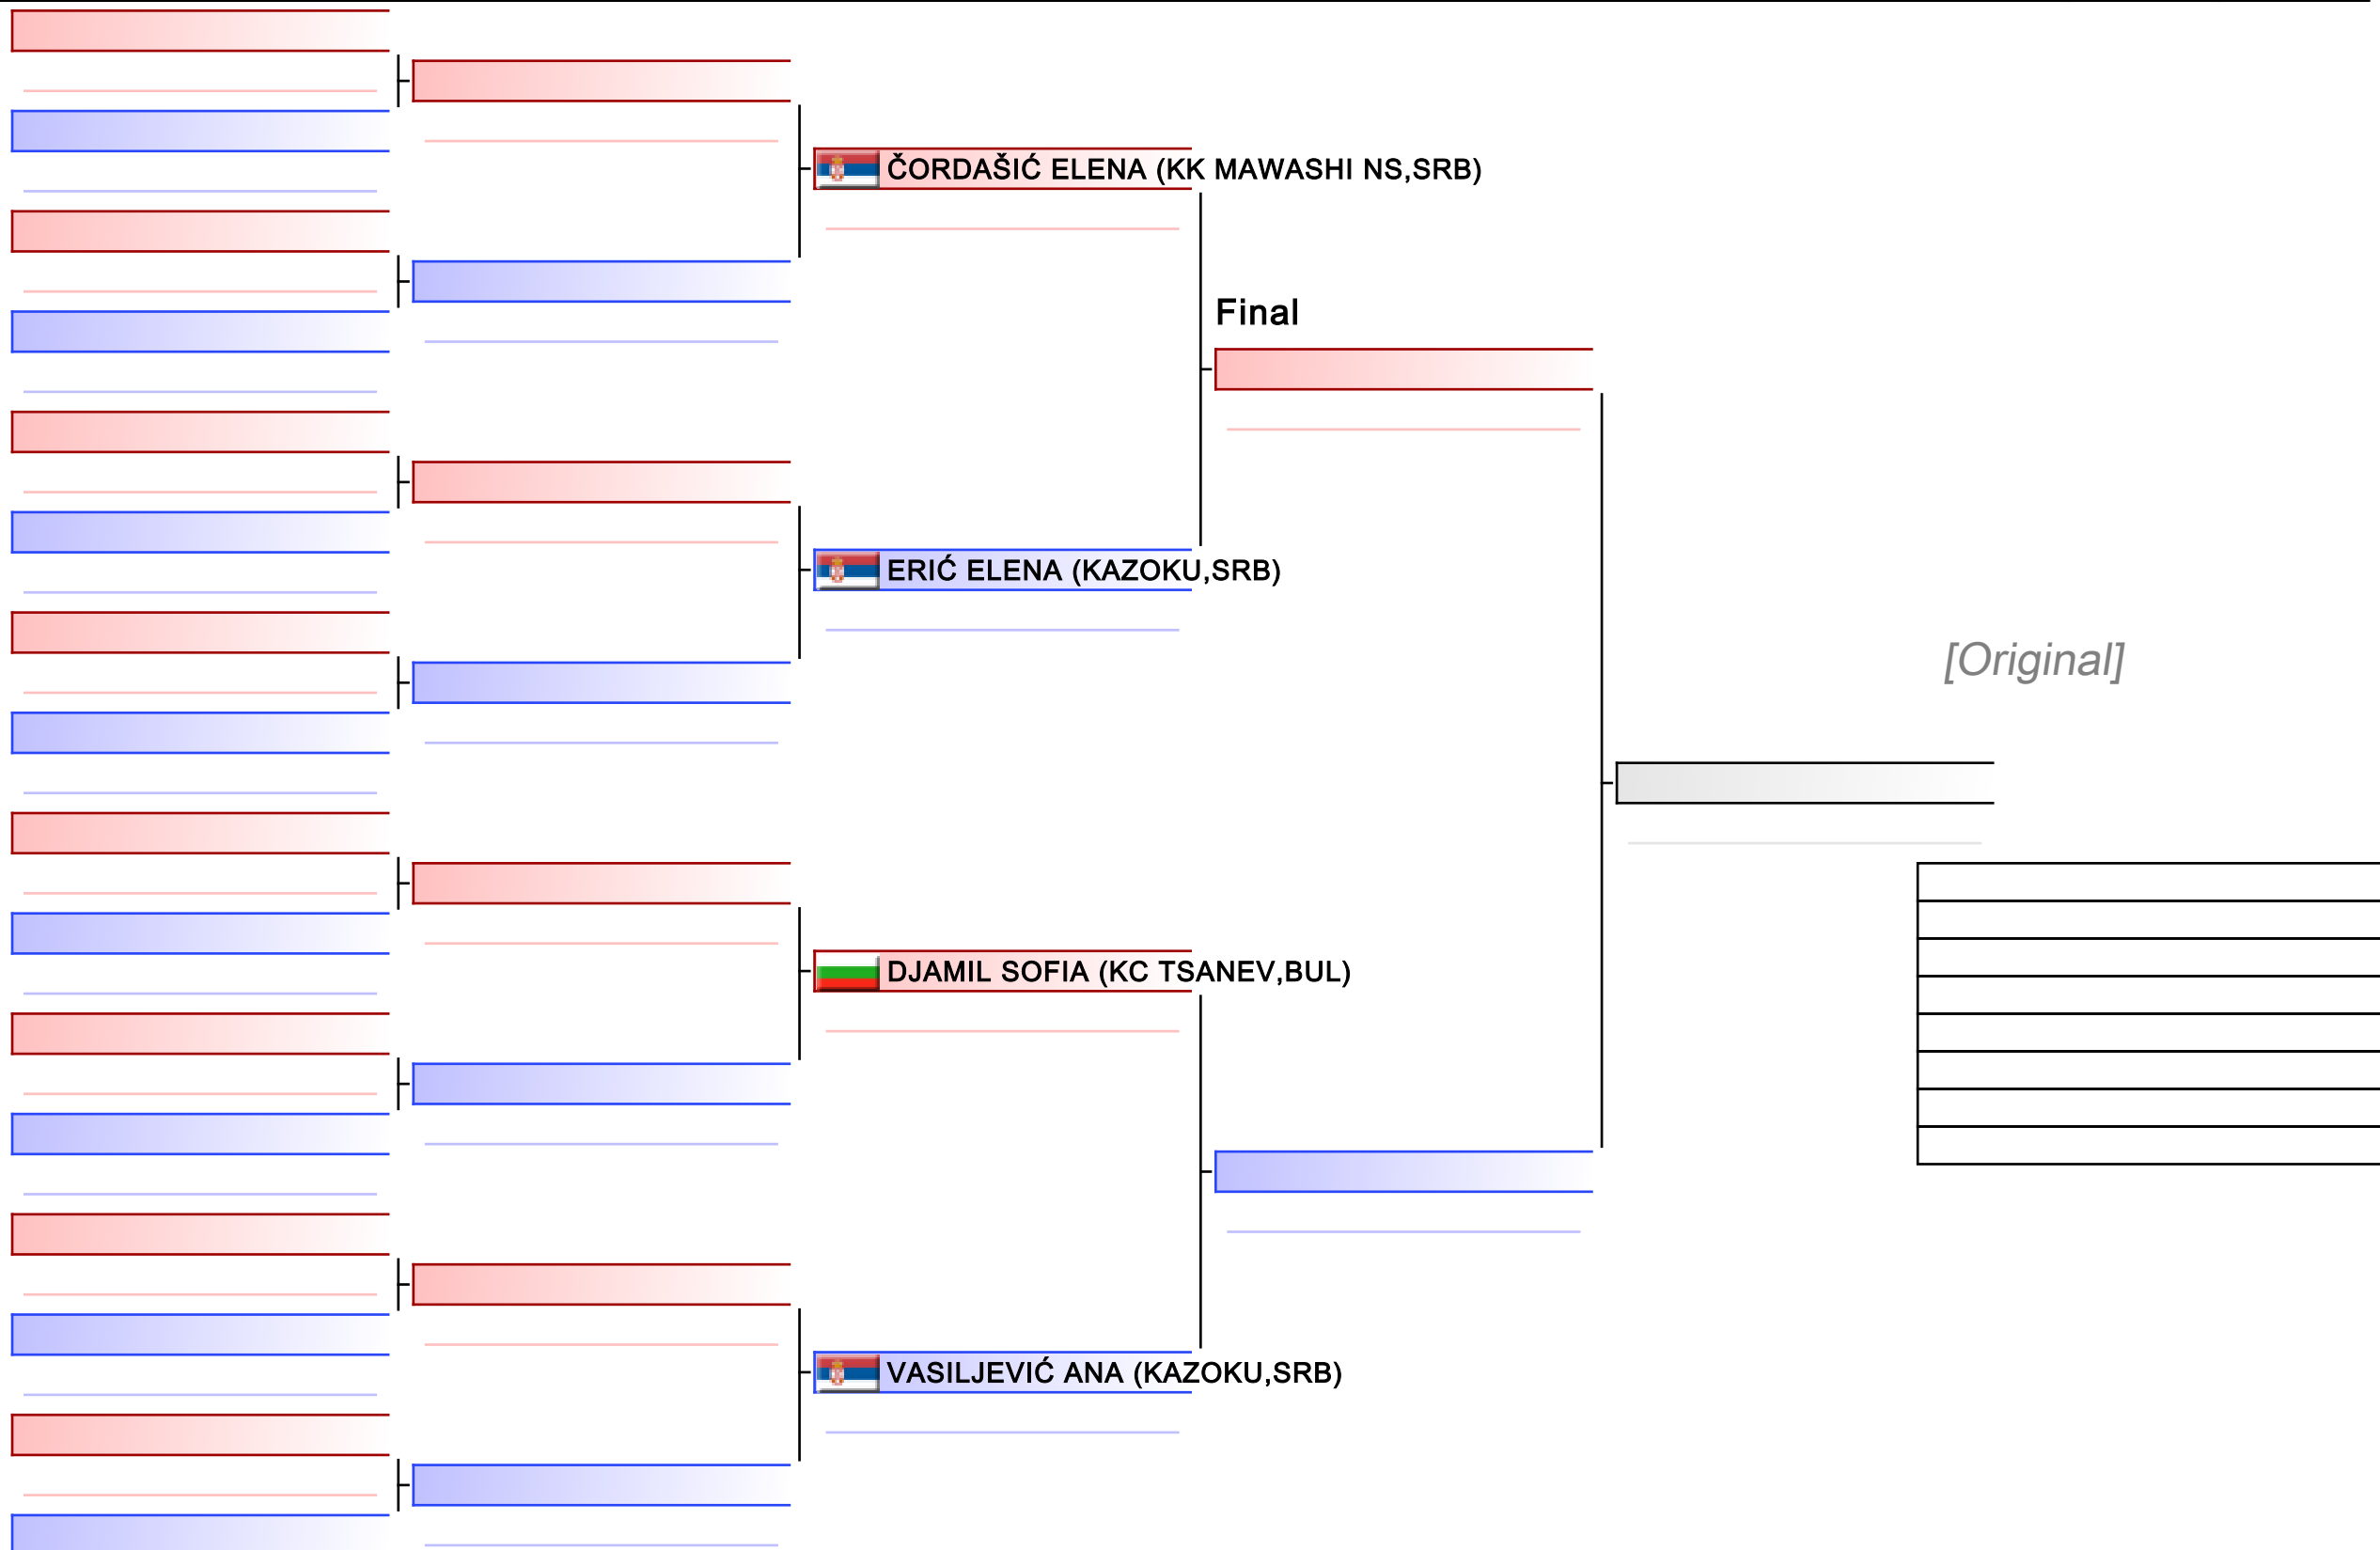 ČORDAŠIĆ ELENA (KK MAWASHI NS,SRB)
Final
ERIĆ ELENA (KAZOKU,SRB)
[Original]
DJAMIL SOFIA (KC TSANEV,BUL)
VASILJEVIĆ ANA (KAZOKU,SRB)